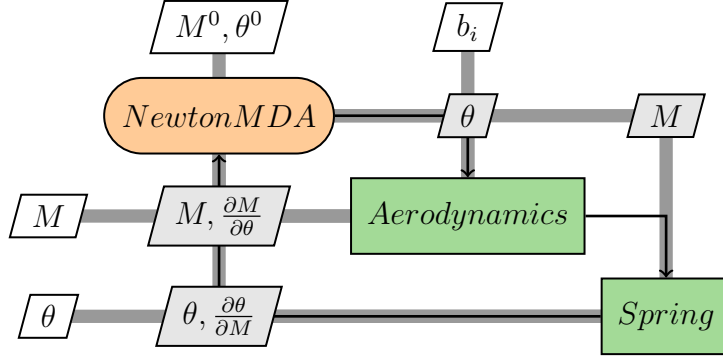 M^0, θ^0
b_i
NewtonMDA
θ
M
M
M, ∂M/∂θ
Aerodynamics
θ
θ, ∂θ/∂M
Spring